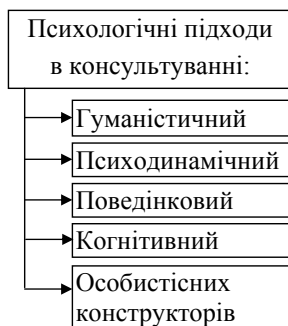 Психологічні підходи
в консультуванні:
Гуманістичний
Психодинамічний
Поведінковий
Когнітивний
Особистісних
конструкторів